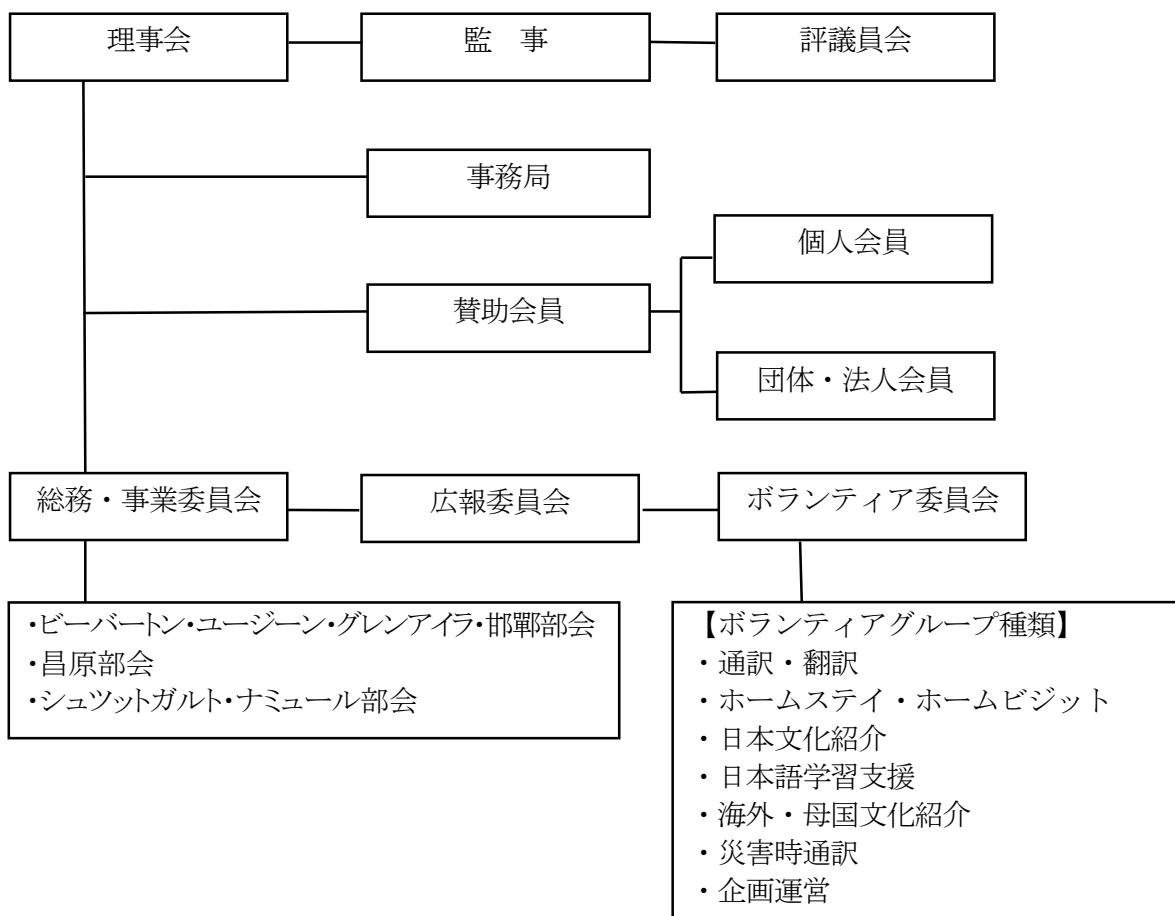 理事会
監　事
評議員会
事務局
個人会員
賛助会員
団体・法人会員
総務・事業委員会
広報委員会
ボランティア委員会
・ビーバートン・ユージーン・グレンアイラ・邯鄲部会
・昌原部会
・シュツットガルト・ナミュール部会
【ボランティアグループ種類】
・通訳・翻訳
・ホームステイ・ホームビジット
・日本文化紹介
・日本語学習支援
・海外・母国文化紹介
・災害時通訳
・企画運営